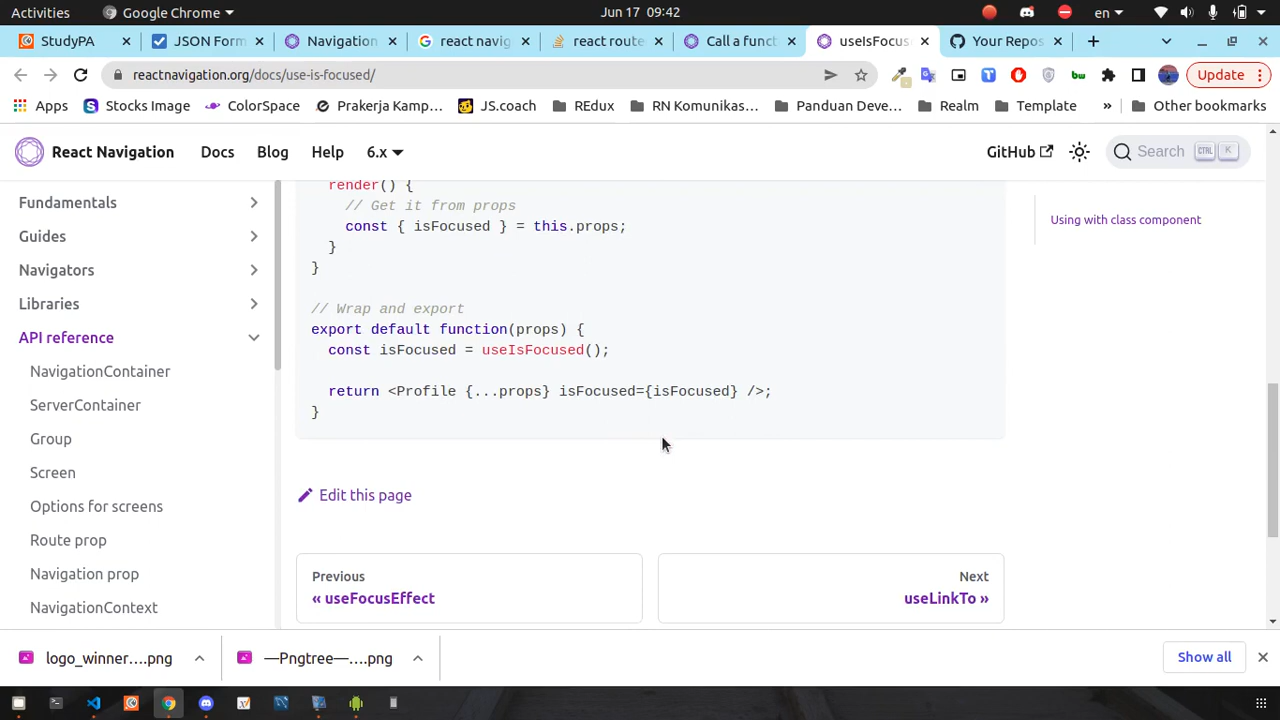 Activities
Google Chrome
Jun 17 09:42
en
StudyPA
JSON Form
Navigation
react navig
react route
Call a funct
useIsFocus
Your Repos
reactnavigation.org/docs/use-is-focused/
Update
Apps
Stocks Image
ColorSpace
Prakerja Kamp...
JS.coach
REdux
RN Komunikas...
Panduan Deve...
Realm
Template
»
Other bookmarks
React Navigation
Docs
Blog
Help
6.x
GitHub
Search
CTRL
K
Fundamentals
Guides
Navigators
Libraries
API reference
NavigationContainer
ServerContainer
Group
Screen
Options for screens
Route prop
Navigation prop
NavigationContext
render() {
// Get it from props
const { isFocused } = this.props;
}
}
// Wrap and export
export default function(props) {
const isFocused = useIsFocused();
return <Profile {...props} isFocused={isFocused} />;
}
Using with class component
Edit this page
Previous
« useFocusEffect
Next
useLinkTo »
logo_winner....png
—Pngtree—....png
Show all